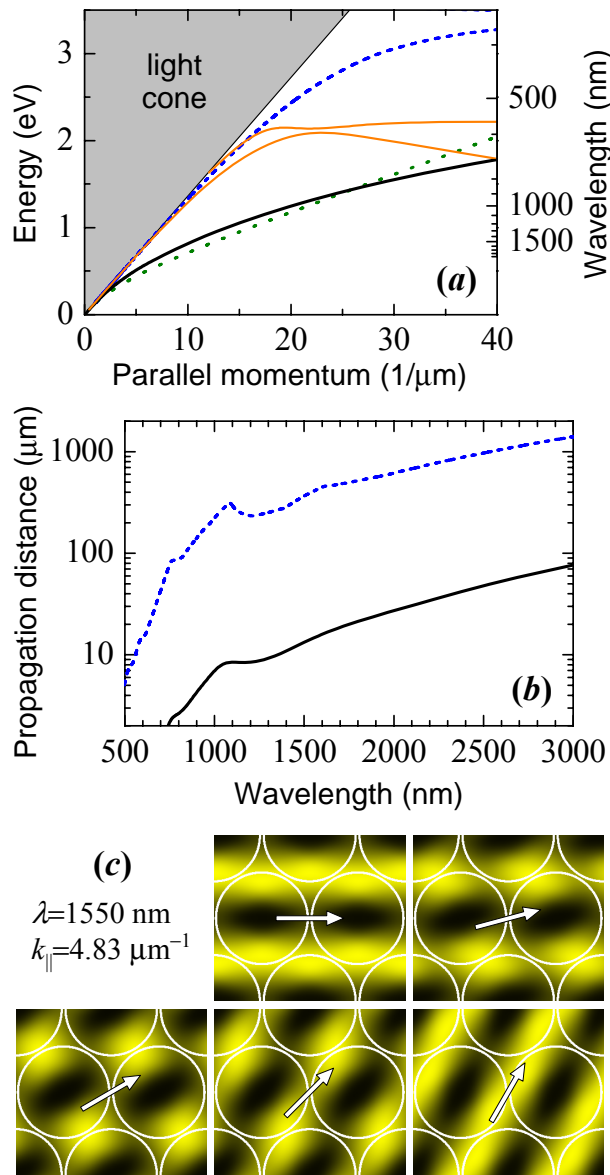 3
2
1
0
Energy (eV)
light
cone
500
1000
1500
Wavelength (nm)
(a)
0 10 20 30 40
Parallel momentum (1/μm)
1000
100
10
Propagation distance (μm)
(b)
500 1000 1500 2000 2500 3000
Wavelength (nm)
(c)
λ=1550 nm
k||=4.83 μm⁻¹